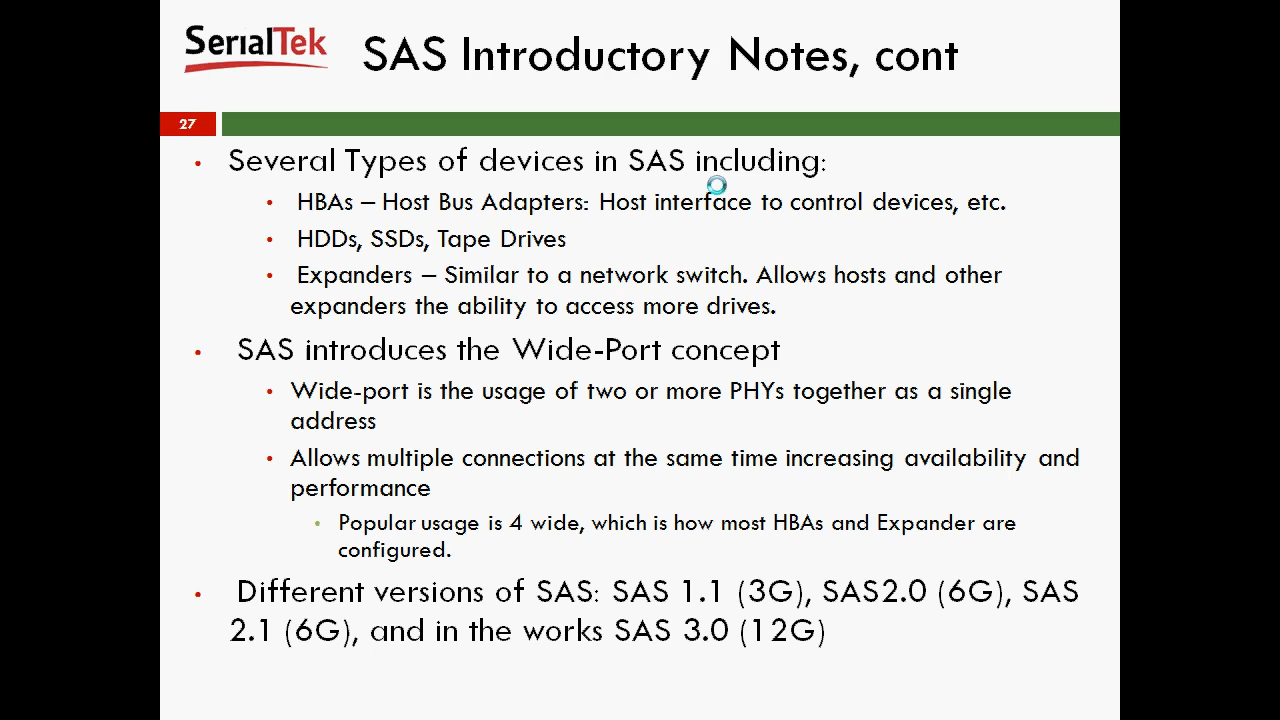 SerialTek
SAS Introductory Notes, cont
27
• Several Types of devices in SAS including:
• HBAs – Host Bus Adapters: Host interface to control devices, etc.
• HDDs, SSDs, Tape Drives
• Expanders – Similar to a network switch. Allows hosts and other
expanders the ability to access more drives.
• SAS introduces the Wide-Port concept
• Wide-port is the usage of two or more PHYs together as a single
address
• Allows multiple connections at the same time increasing availability and
performance
• Popular usage is 4 wide, which is how most HBAs and Expander are
configured.
• Different versions of SAS: SAS 1.1 (3G), SAS2.0 (6G), SAS
2.1 (6G), and in the works SAS 3.0 (12G)